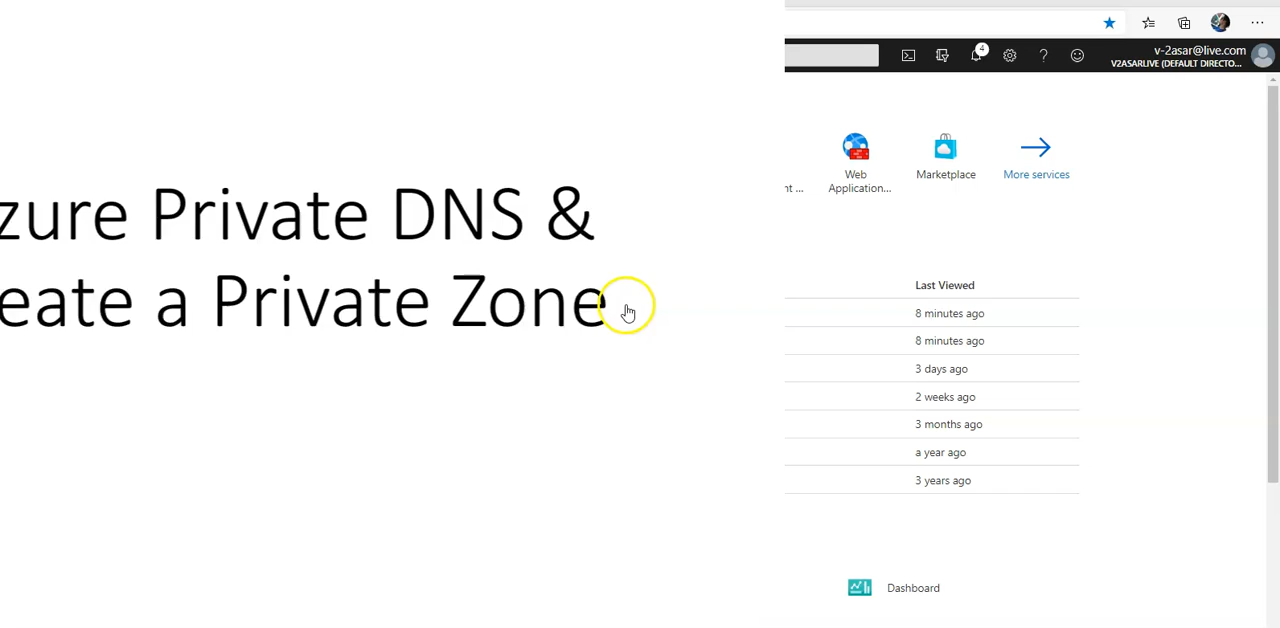 zure Private DNS &
eate a Private Zone
4
v-2asar@live.com
V2ASARLIVE (DEFAULT DIRECTO...
nt ...
Web
Application...
Marketplace
More services
Last Viewed
8 minutes ago
8 minutes ago
3 days ago
2 weeks ago
3 months ago
a year ago
3 years ago
Dashboard